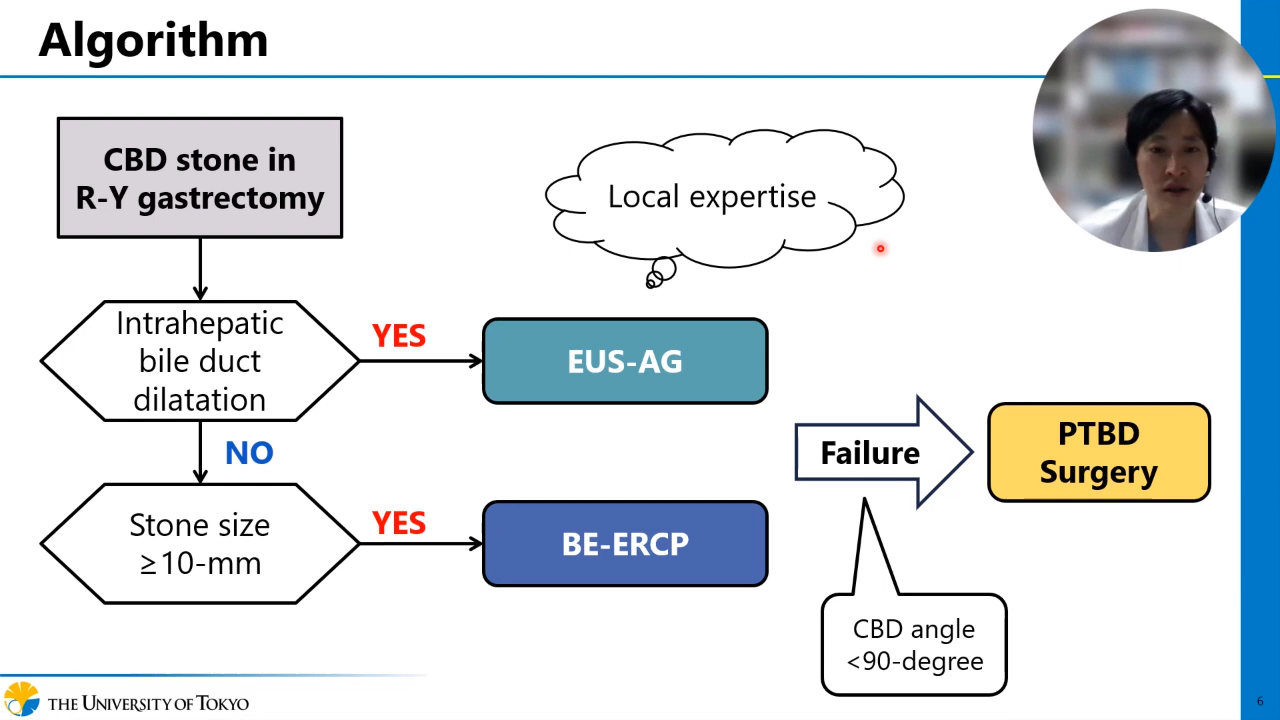 Algorithm
CBD stone in
R-Y gastrectomy
Local expertise
Intrahepatic
bile duct
dilatation
YES
EUS-AG
NO
Stone size
≥10-mm
YES
BE-ERCP
Failure
PTBD
Surgery
CBD angle
<90-degree
THE UNIVERSITY OF TOKYO
6